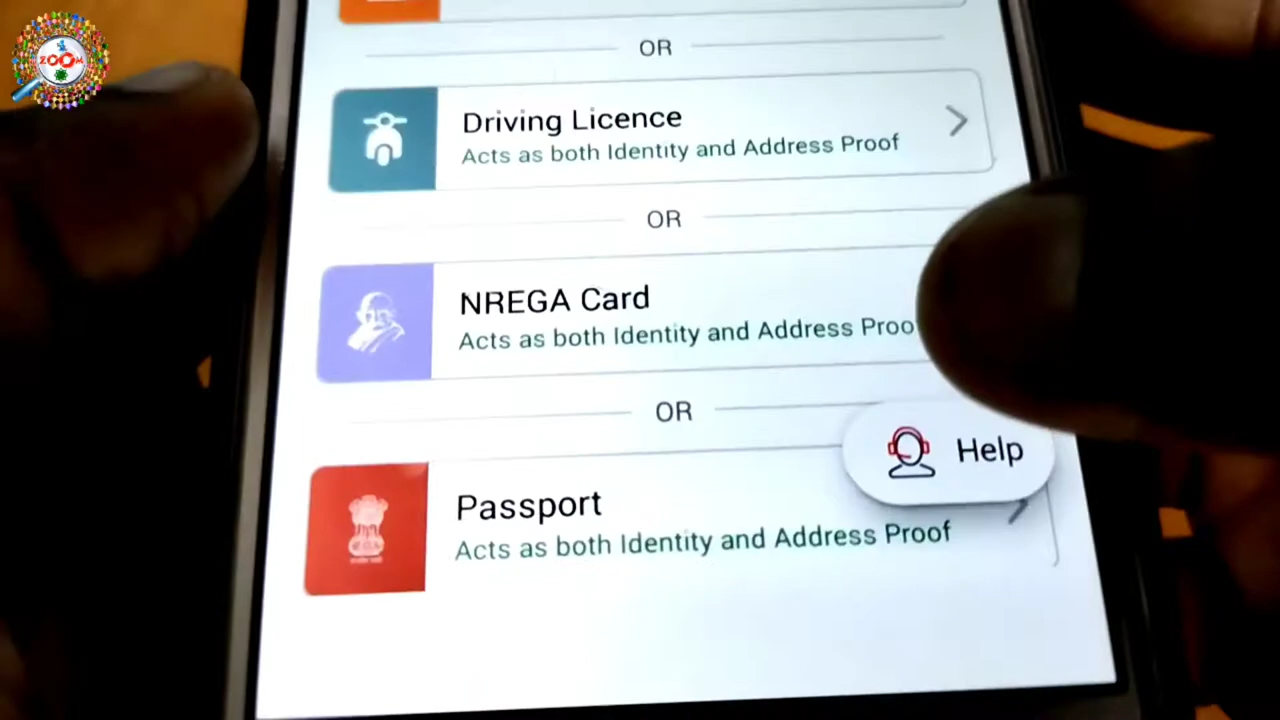 ZOOM
OR
Driving Licence
Acts as both Identity and Address Proof
OR
NREGA Card
Acts as both Identity and Address Proo
OR
Help
Passport
Acts as both Identity and Address Proof